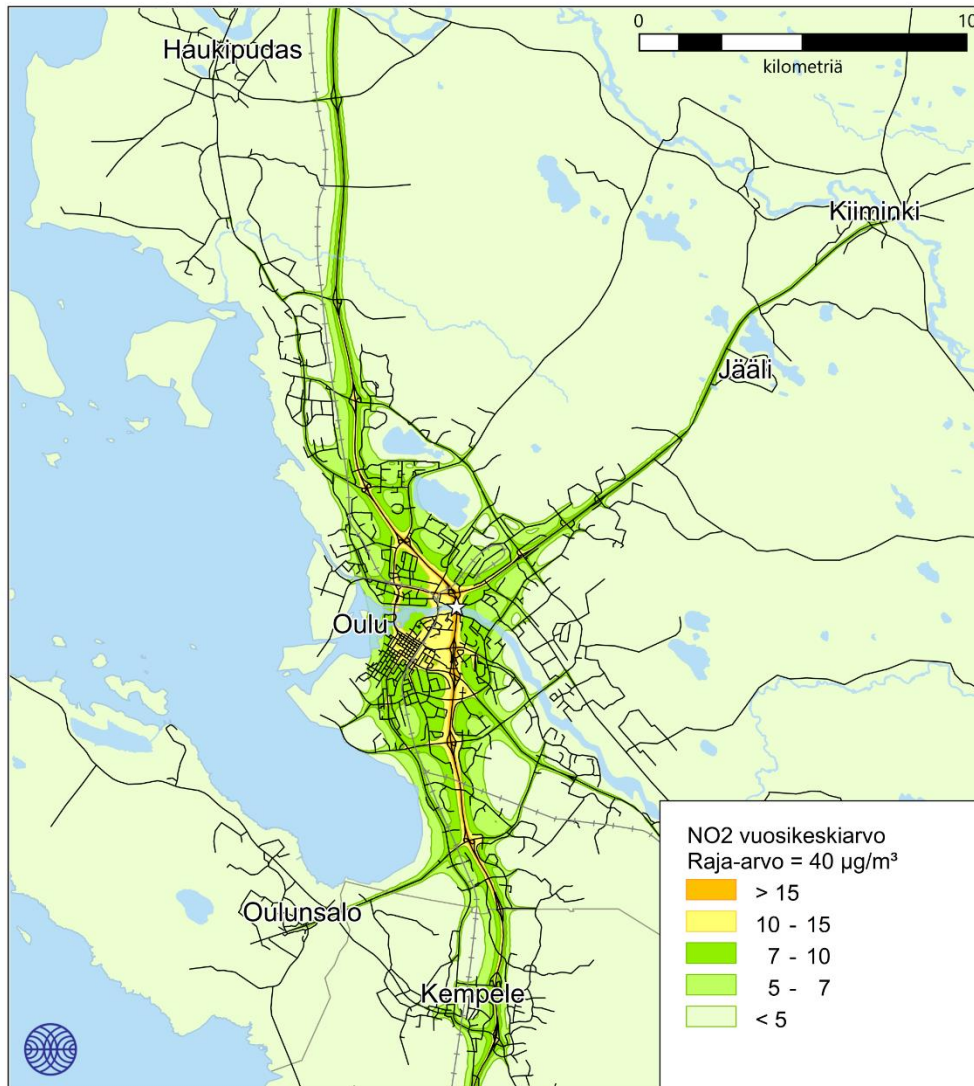 0 10
kilometriä
Haukipudas
Kiiminki
Jääli
Oulu
Oulunsalo
Kempele
NO2 vuosikeskiarvo
Raja-arvo = 40 µg/m³
> 15
10 - 15
7 - 10
5 - 7
< 5